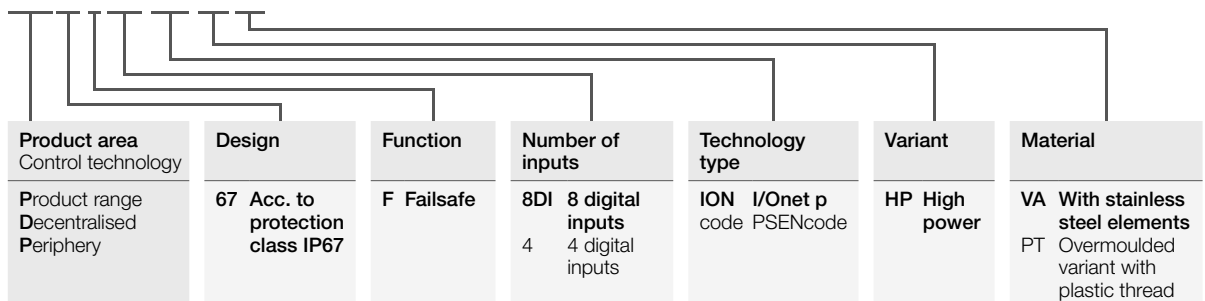 Product area
Control technology
Product range
Decentralised
Periphery
Design
67 Acc. to
protection
class IP67
Function
F Failsafe
Number of
inputs
8DI 8 digital
inputs
4 4 digital
inputs
Technology
type
ION I/Onet p
code PSENcode
Variant
HP High
power
Material
VA With stainless
steel elements
PT Overmoulded
variant with
plastic thread